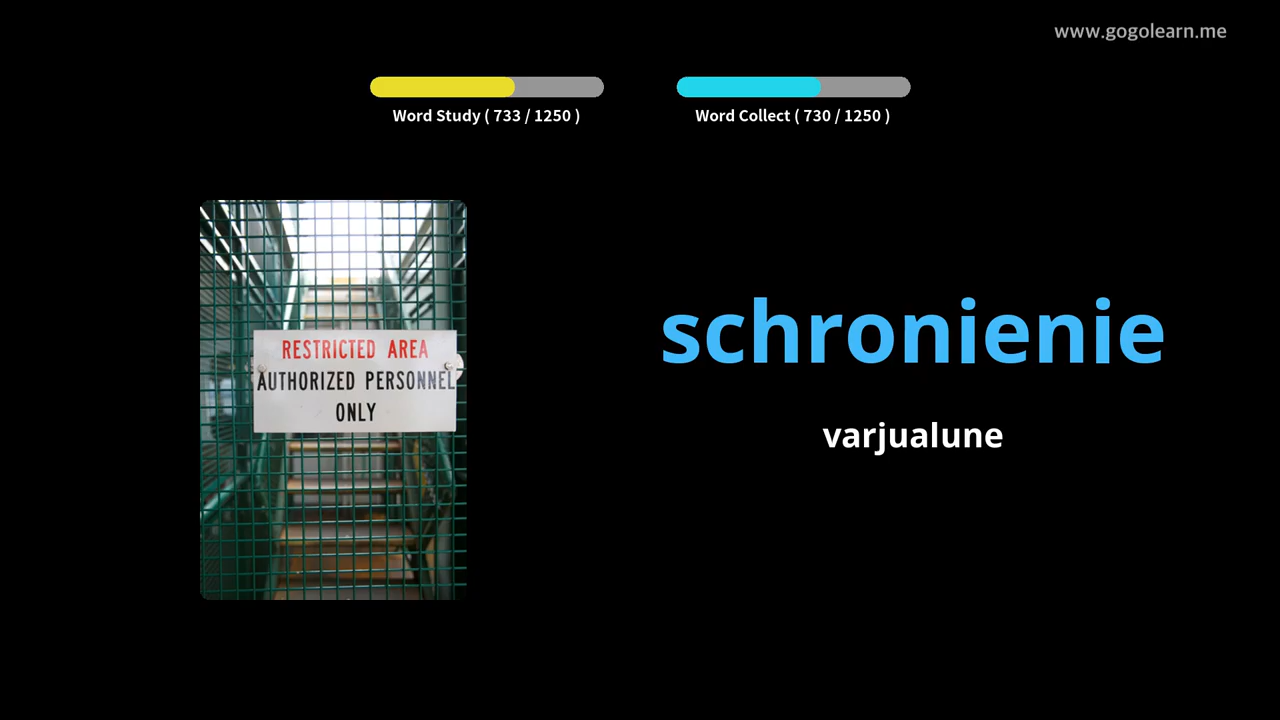 www.gogolearn.me
Word Study ( 733 / 1250 )
Word Collect ( 730 / 1250 )
RESTRICTED AREA
AUTHORIZED PERSONNEL
ONLY
schronienie
varjualune